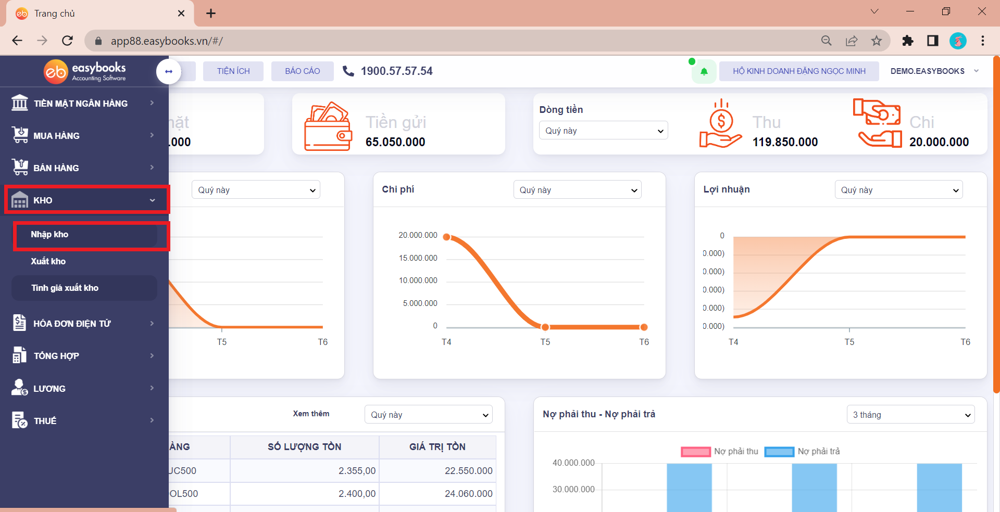 Trang chủ
app88.easybooks.vn/#/
eb easybooks
Accounting Software
TIỆN ÍCH
BÁO CÁO
1900.57.57.54
HỘ KINH DOANH ĐẶNG NGỌC MINH
DEMO.EASYBOOKS
TIỀN MẶT NGÂN HÀNG
MUA HÀNG
BÁN HÀNG
KHO
Nhập kho
Xuất kho
Tính giá xuất kho
HÓA ĐƠN ĐIỆN TỬ
TỔNG HỢP
LƯƠNG
THUẾ
.000
Tiền gửi
65.050.000
Dòng tiền
Quý này
Thu
119.850.000
Chi
20.000.000
Quý này
T5
T6
Chi phí
Quý này
20.000.000
15.000.000
10.000.000
5.000.000
0
T4
T5
T6
Lợi nhuận
Quý này
0
0.000)
0.000)
0.000)
0.000)
0.000)
T4
T5
T6
Xem thêm
Quý này
ÀNG
SỐ LƯỢNG TỒN
GIÁ TRỊ TỒN
UC500
2.355,00
22.550.000
OL500
2.400,00
24.060.000
Nợ phải thu - Nợ phải trả
3 tháng
Nợ phải thu
Nợ phải trả
40.000.000
30.000.000